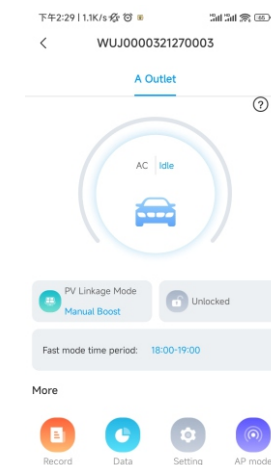 下午2:29 | 1.1K/s
65
WUJ0000321270003
A Outlet
?
AC | Idle
PV Linkage Mode
Manual Boost
Unlocked
Fast mode time period: 18:00-19:00
More
Record Data Setting AP mode